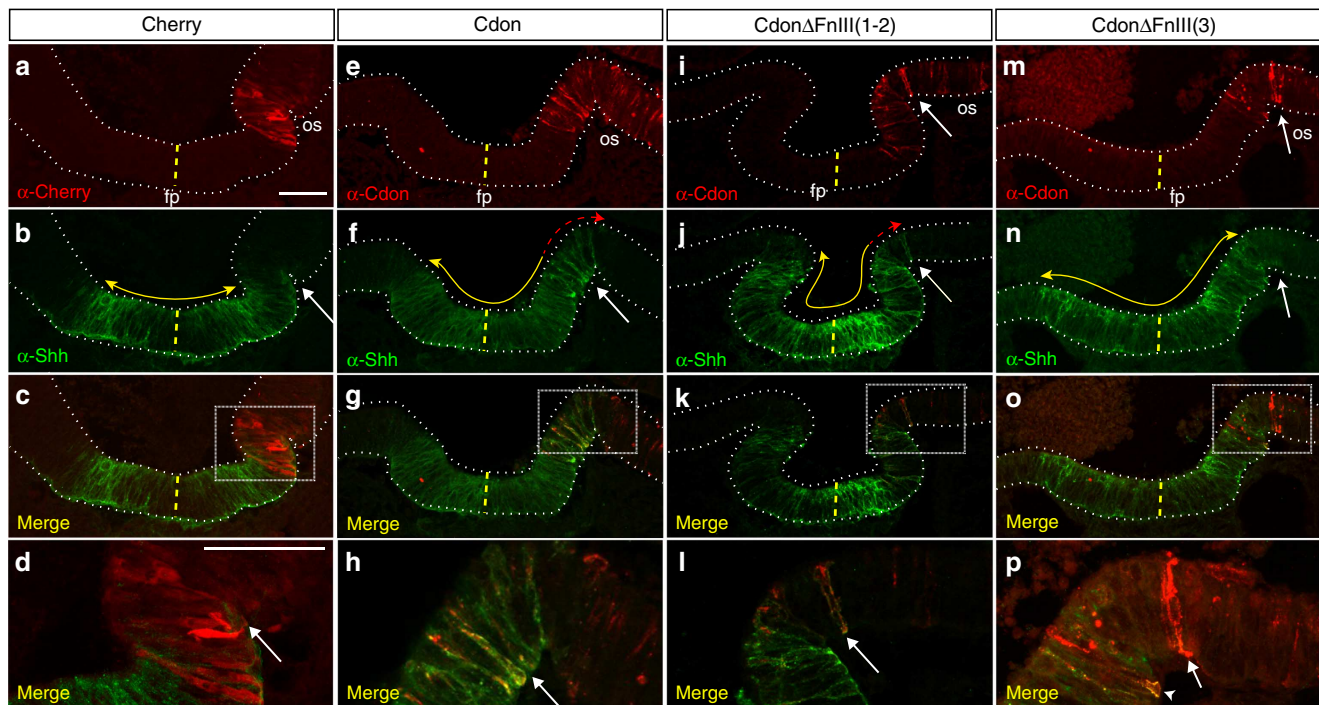 Cherry
Cdon
CdonΔFnIII(1-2)
CdonΔFnIII(3)
a
os
α-Cherry
fp
e
os
α-Cdon
fp
i
os
α-Cdon
fp
m
os
α-Cdon
fp
b
α-Shh
f
α-Shh
j
α-Shh
n
α-Shh
c
Merge
g
Merge
k
Merge
o
Merge
d
Merge
h
Merge
l
Merge
p
Merge